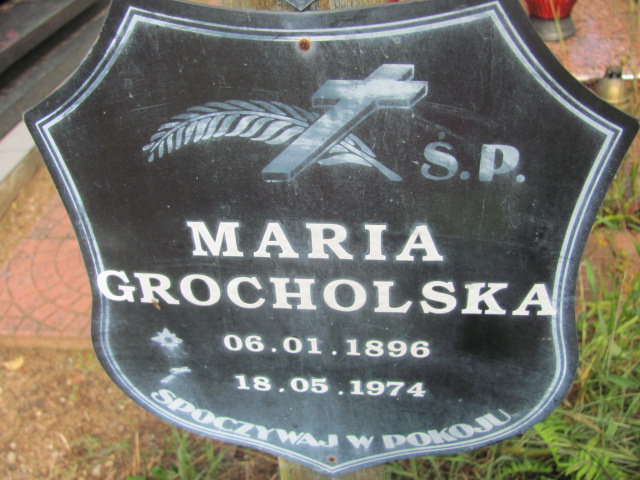 Ś.P.
MARIA
GROCHOLSKA
06.01.1896
18.05.1974
SPOCZYWAJ W POKOJU